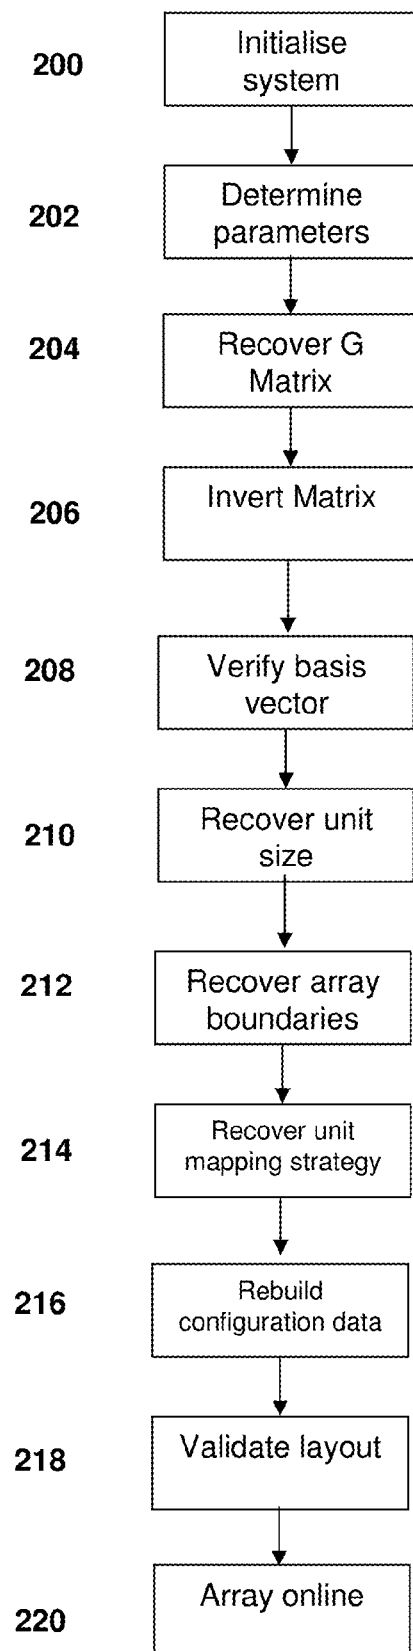 200
Initialise
system
202
Determine
parameters
204
Recover G
Matrix
206
Invert Matrix
208
Verify basis
vector
210
Recover unit
size
212
Recover array
boundaries
214
Recover unit
mapping strategy
216
Rebuild
configuration data
218
Validate layout
220
Array online